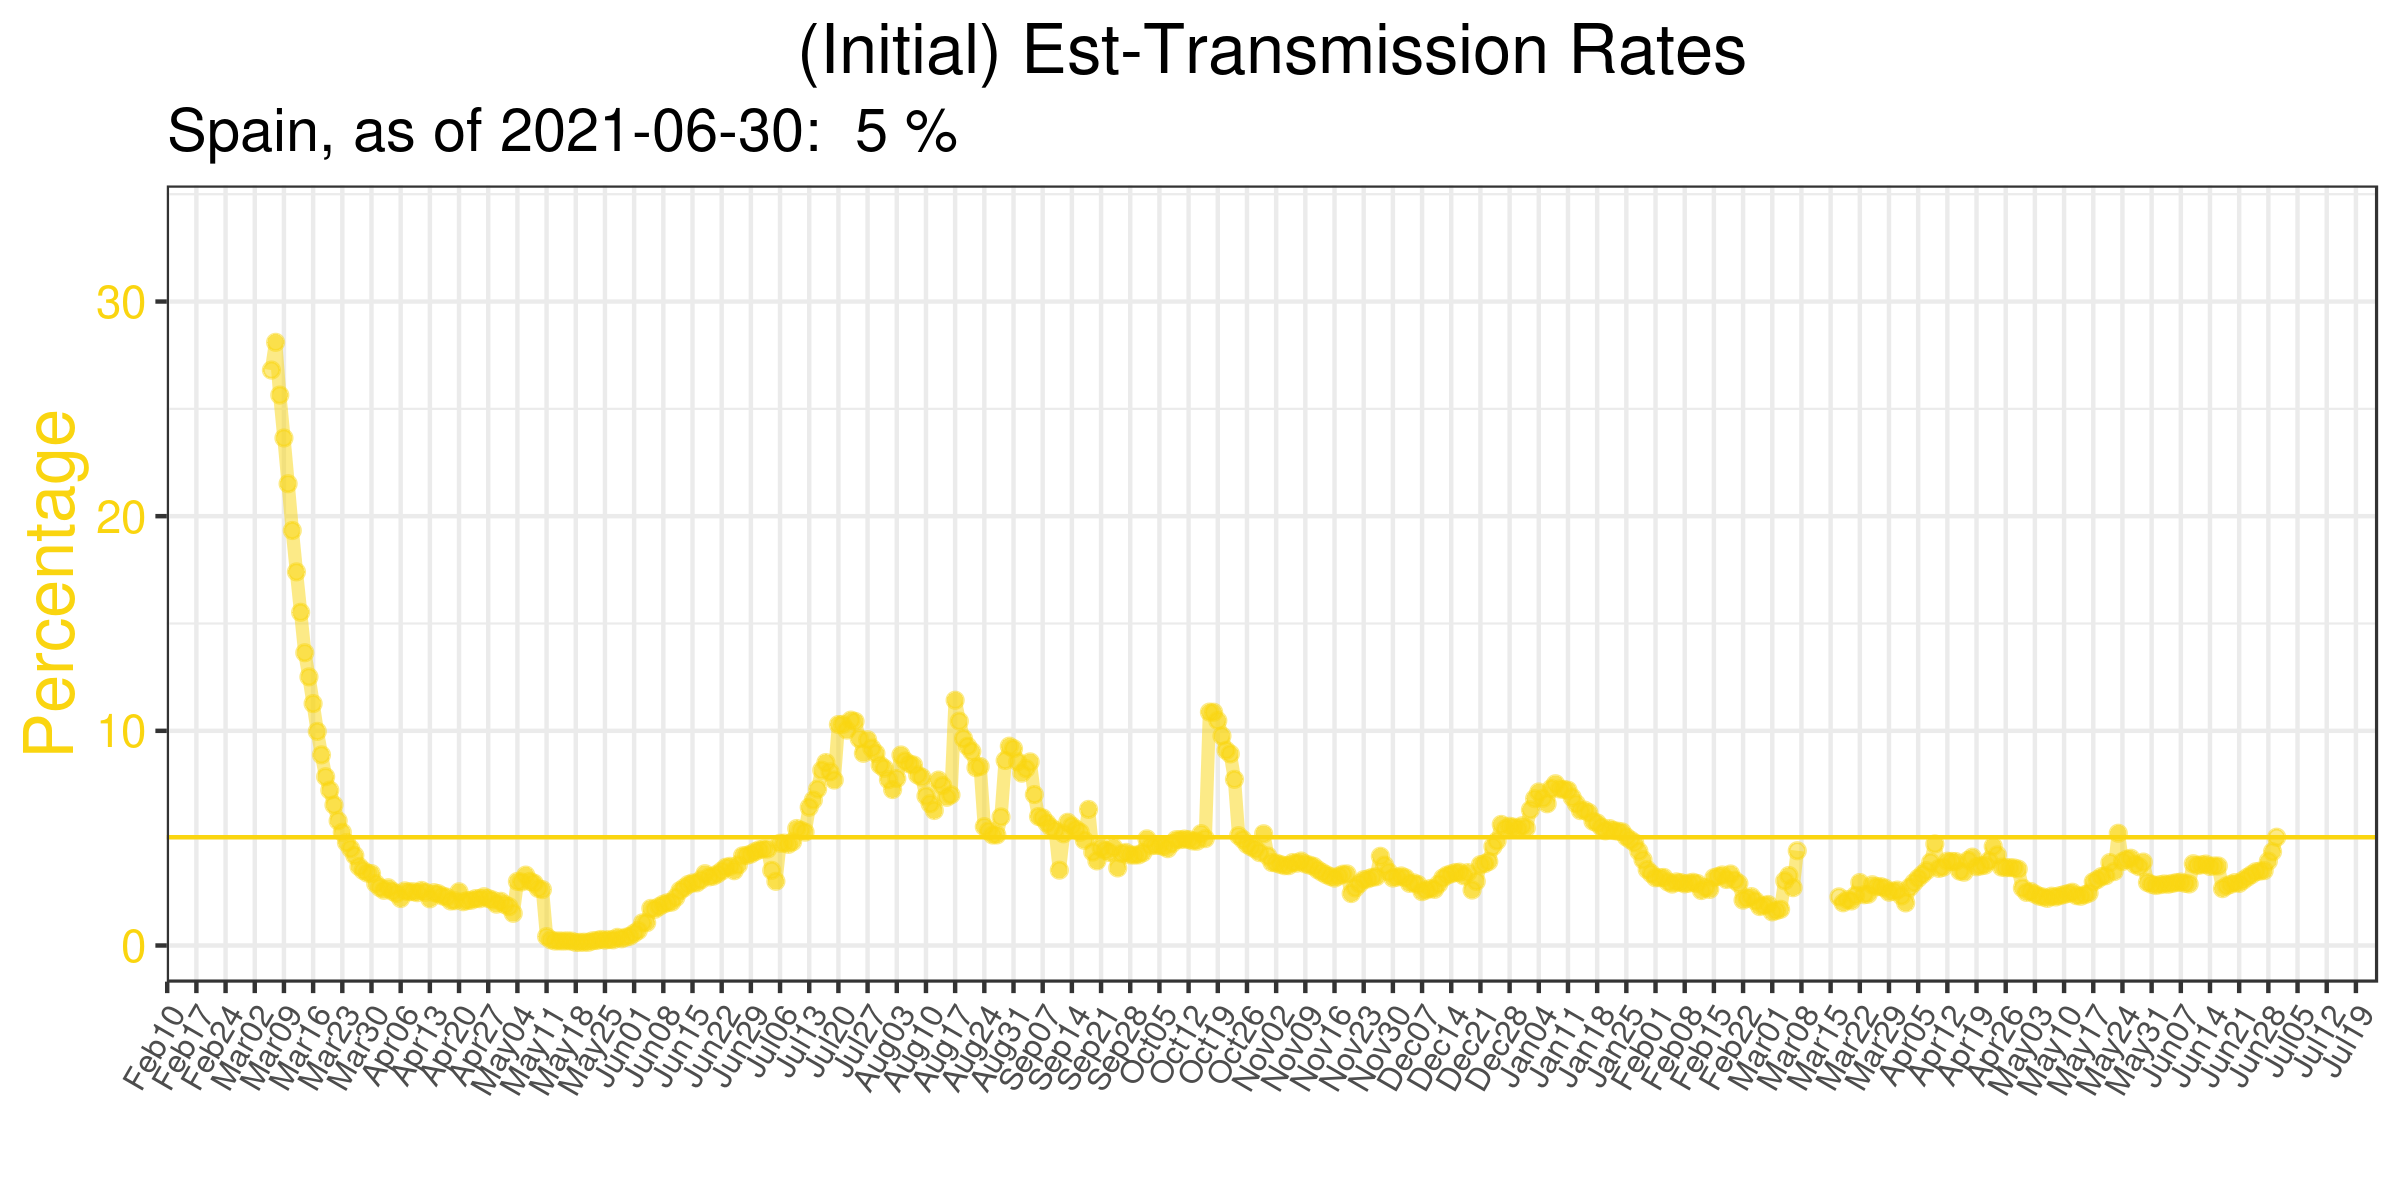 (Initial) Est-Transmission Rates
Spain, as of 2021-06-30:  5 %
Percentage
30
20
10
0
Feb10
Feb17
Feb24
Mar02
Mar09
Mar16
Mar23
Mar30
Apr06
Apr13
Apr20
Apr27
May04
May11
May18
May25
Jun01
Jun08
Jun15
Jun22
Jun29
Jul06
Jul13
Jul20
Jul27
Aug03
Aug10
Aug17
Aug24
Aug31
Sep07
Sep14
Sep21
Sep28
Oct05
Oct12
Oct19
Oct26
Nov02
Nov09
Nov16
Nov23
Nov30
Dec07
Dec14
Dec21
Dec28
Jan04
Jan11
Jan18
Jan25
Feb01
Feb08
Feb15
Feb22
Mar01
Mar08
Mar15
Mar22
Mar29
Apr05
Apr12
Apr19
Apr26
May03
May10
May17
May24
May31
Jun07
Jun14
Jun21
Jun28
Jul05
Jul12
Jul19